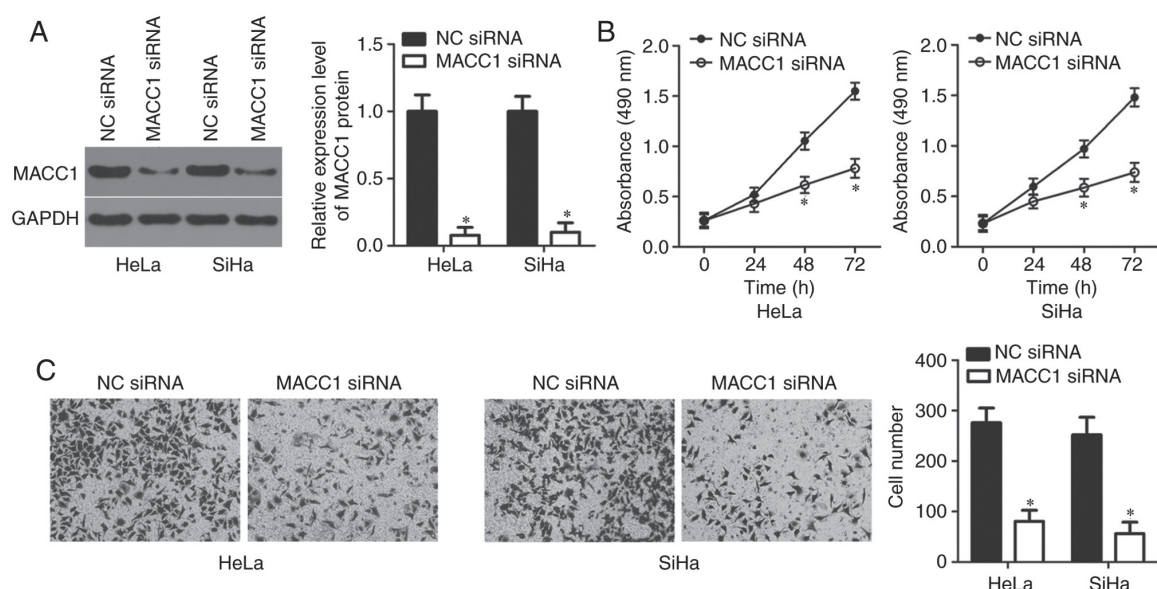 A
NC siRNA
MACC1 siRNA
NC siRNA
MACC1 siRNA
MACC1
GAPDH
HeLa
SiHa
Relative expression level
of MACC1 protein
1.5
1.0
0.5
0.0
NC siRNA
MACC1 siRNA
*
*
HeLa
SiHa
B
Absorbance (490 nm)
2.0
1.5
1.0
0.5
0.0
NC siRNA
MACC1 siRNA
*
*
0 24 48 72
Time (h)
HeLa
Absorbance (490 nm)
2.0
1.5
1.0
0.5
0.0
NC siRNA
MACC1 siRNA
*
*
0 24 48 72
Time (h)
SiHa
C
NC siRNA
MACC1 siRNA
HeLa
NC siRNA
MACC1 siRNA
SiHa
Cell number
400
300
200
100
0
NC siRNA
MACC1 siRNA
*
*
HeLa
SiHa